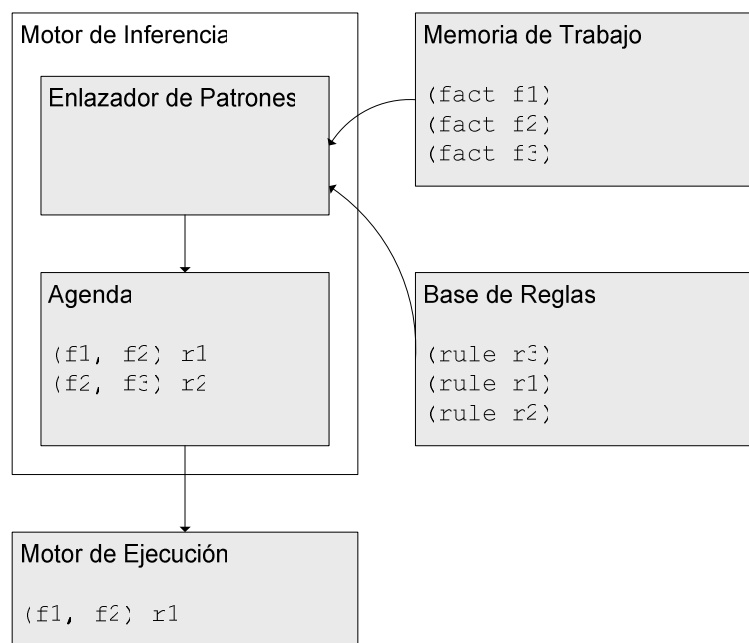 Motor de Inferencia
Enlazador de Patrones
Agenda
(f1, f2) r1
(f2, f3) r2
Motor de Ejecución
(f1, f2) r1
Memoria de Trabajo
(fact f1)
(fact f2)
(fact f3)
Base de Reglas
(rule r3)
(rule r1)
(rule r2)